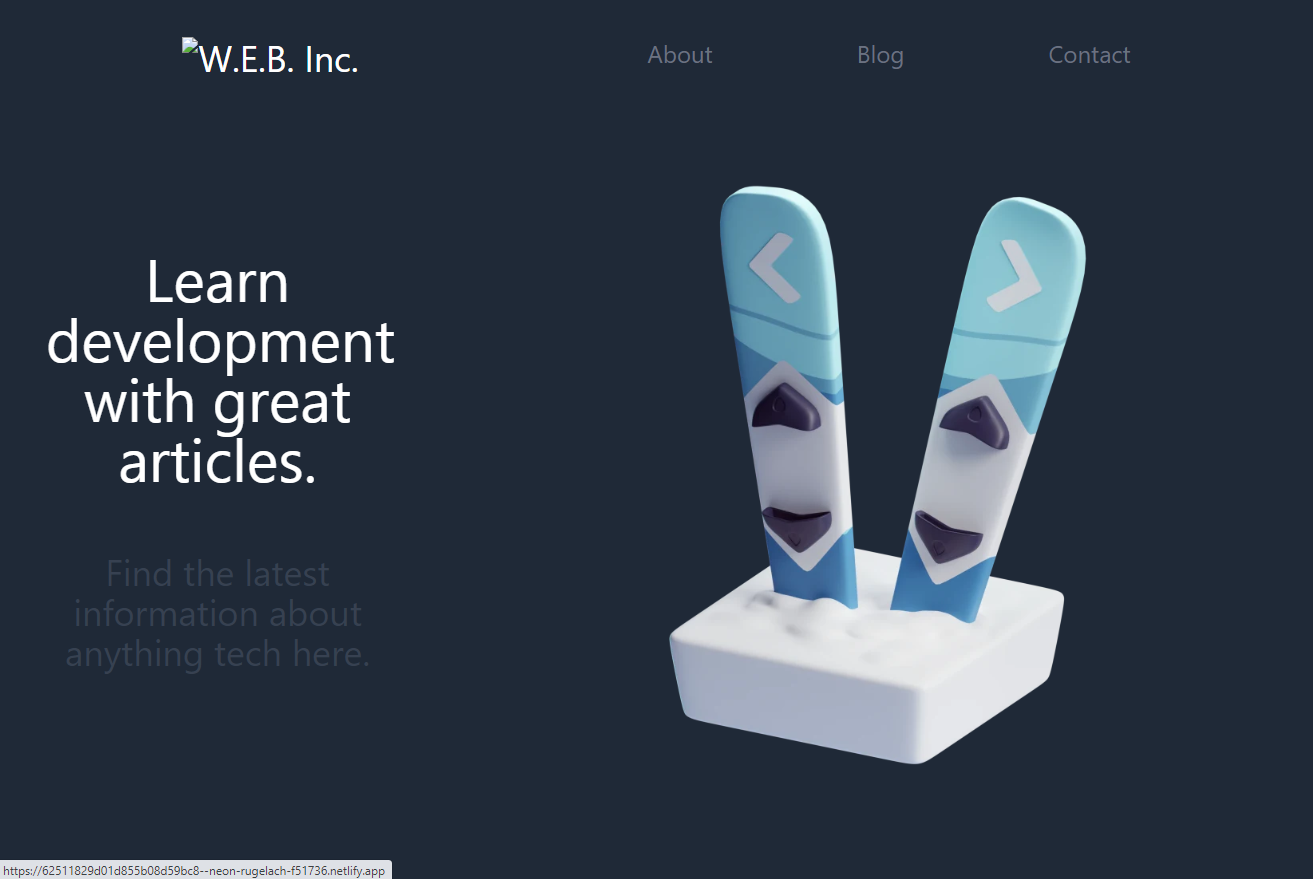 W.E.B. Inc.
About
Blog
Contact
Learn
development
with great
articles.
Find the latest
information about
anything tech here.
https://62511829d01d855b08d59bc8--neon-rugelach-f51736.netlify.app